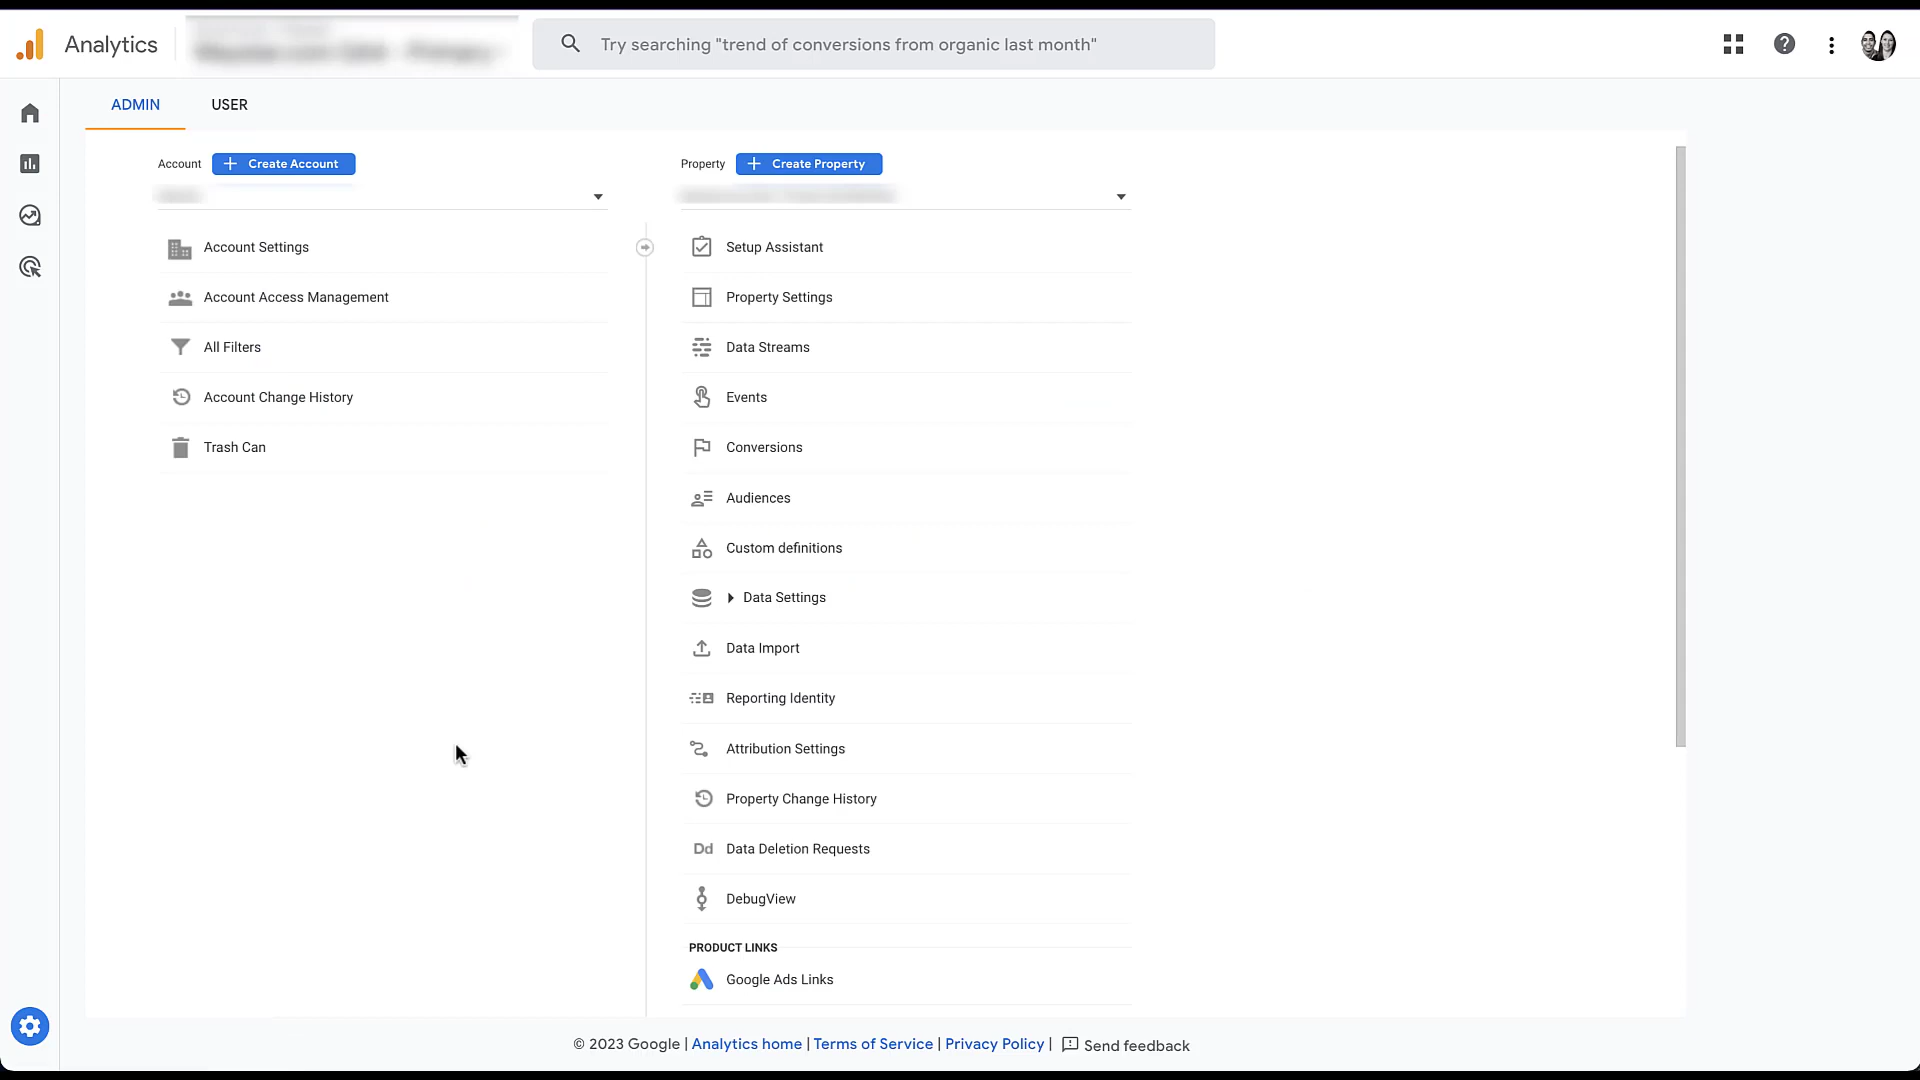 Analytics
Try searching "trend of conversions from organic last month"
ADMIN
USER
Account
Create Account
Property
Create Property
Account Settings
Account Access Management
All Filters
Account Change History
Trash Can
Setup Assistant
Property Settings
Data Streams
Events
Conversions
Audiences
Custom definitions
Data Settings
Data Import
Reporting Identity
Attribution Settings
Property Change History
Dd Data Deletion Requests
DebugView
PRODUCT LINKS
Google Ads Links
© 2023 Google | Analytics home | Terms of Service | Privacy Policy | Send feedback